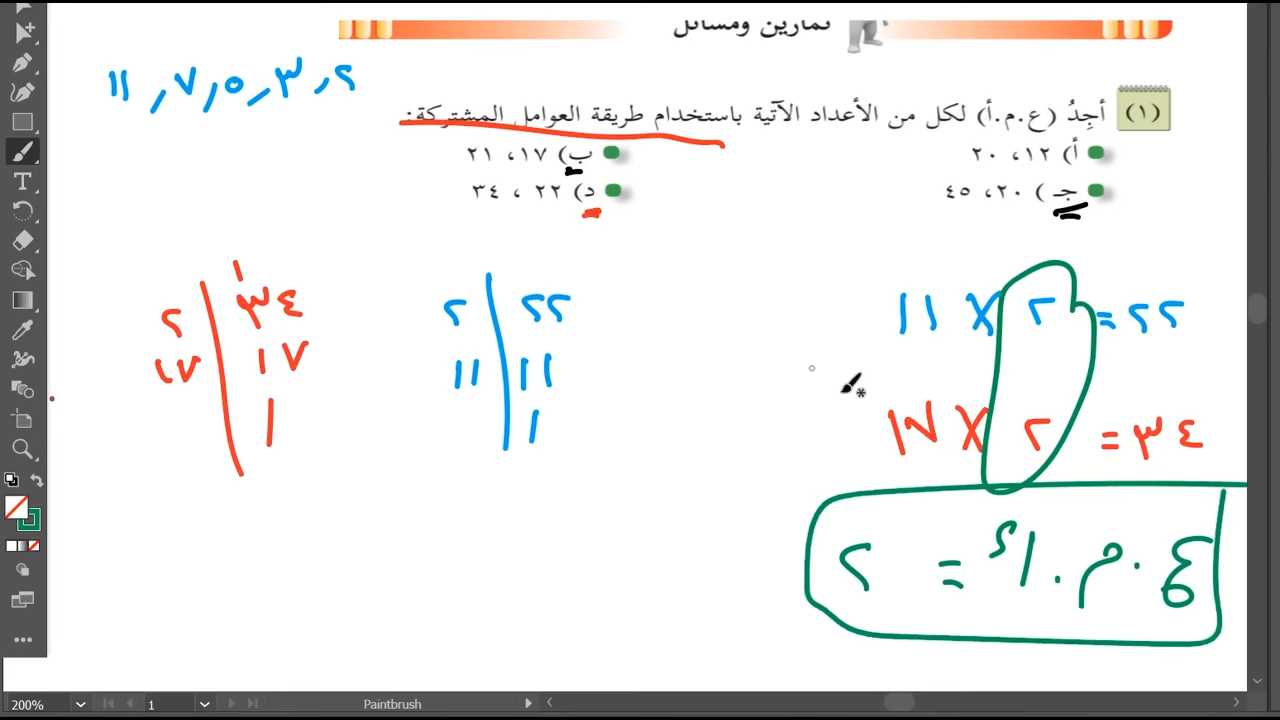 تمارين ومسائل
٢ , ٣ , ٥ , ٧ , ١١
(١) أجِدُ (ع.م.أ) لكل من الأعداد الآتية باستخدام طريقة العوامل المشتركة:
أ) ١٢، ٢٠
ب) ١٧، ٢١
جـ) ٢٠، ٤٥
د) ٢٢ ، ٣٤
٢٢ = ٢ × ١١
٣٤ = ٢ × ١٧
٢٢ | ٢
١١ | ١١
١
٣٤ | ٢
١٧ | ١٧
١
ع.م.أ = ٢
200%
1
Paintbrush